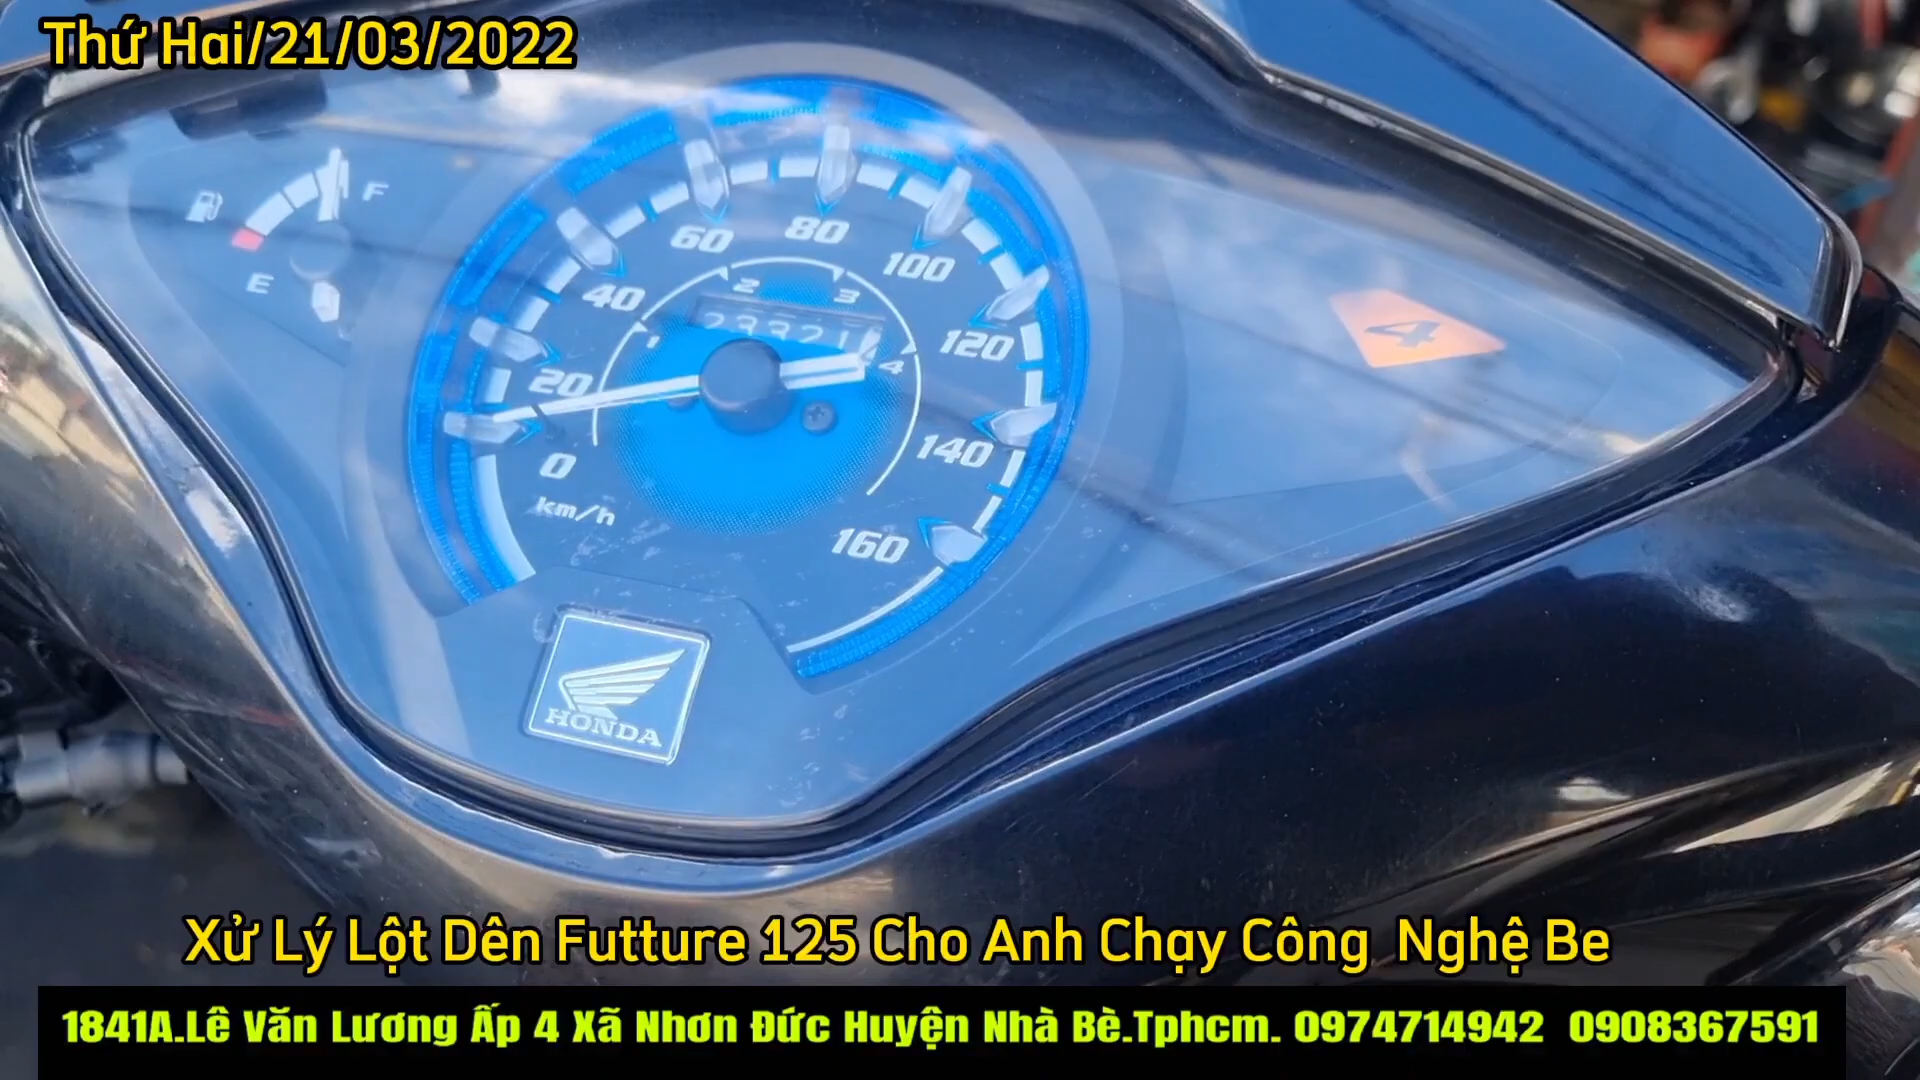 Thứ Hai/21/03/2022
F
E
0
20
40
60
80
100
120
140
160
1
2
3
4
km/h
4
HONDA
Xử Lý Lột Dên Futture 125 Cho Anh Chạy Công Nghệ Be
1841A.Lê Văn Lương Ấp 4 Xã Nhơn Đức Huyện Nhà Bè.Tphcm. 0974714942 0908367591